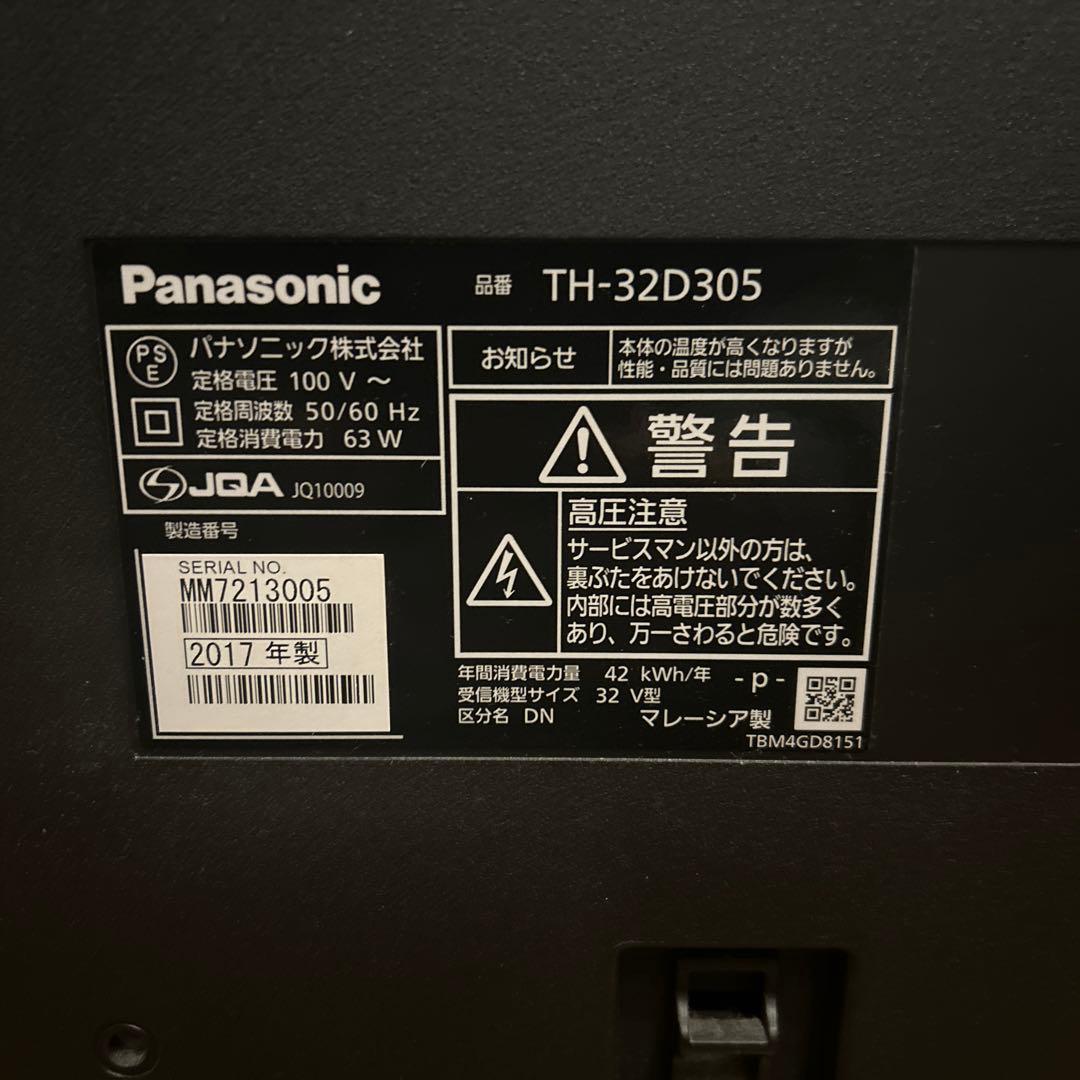 Panasonic
品番 TH-32D305
PS E
パナソニック株式会社
定格電圧 100 V ～
定格周波数 50/60 Hz
定格消費電力 63 W
JQA JQ10009
製造番号
SERIAL NO.
MM7213005
2017 年製
お知らせ
本体の温度が高くなりますが
性能・品質には問題ありません。
警告
高圧注意
サービスマン以外の方は、
裏ぶたをあけないでください。
内部には高電圧部分が数多く
あり、万一さわると危険です。
年間消費電力量 42 kWh/年
受信機型サイズ 32 V型
区分名 DN
- p -
マレーシア製
TBM4GD8151